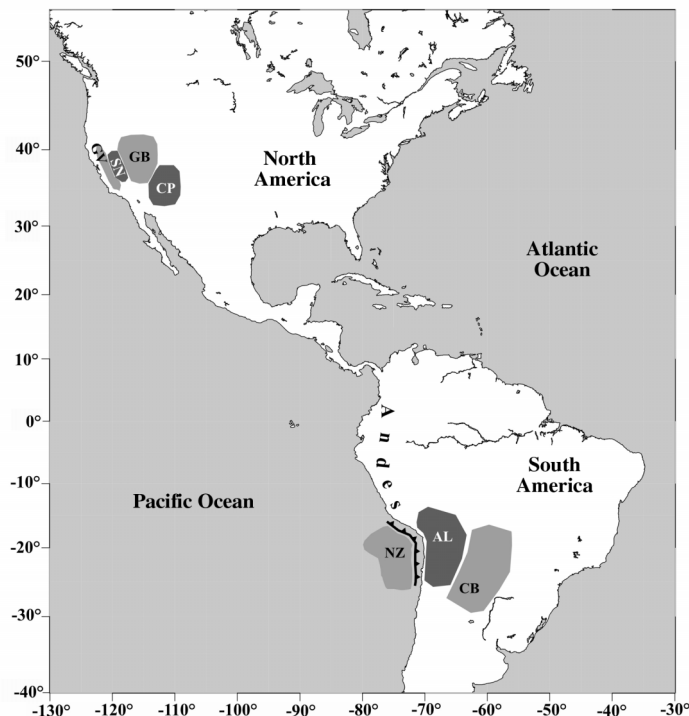 50°
40°
30°
20°
10°
0°
-10°
-20°
-30°
-40°
-130° -120° -110° -100° -90° -80° -70° -60° -50° -40° -30°
GV
SN
GB
CP
North
America
Atlantic
Ocean
Andes
South
America
Pacific Ocean
NZ
AL
CB